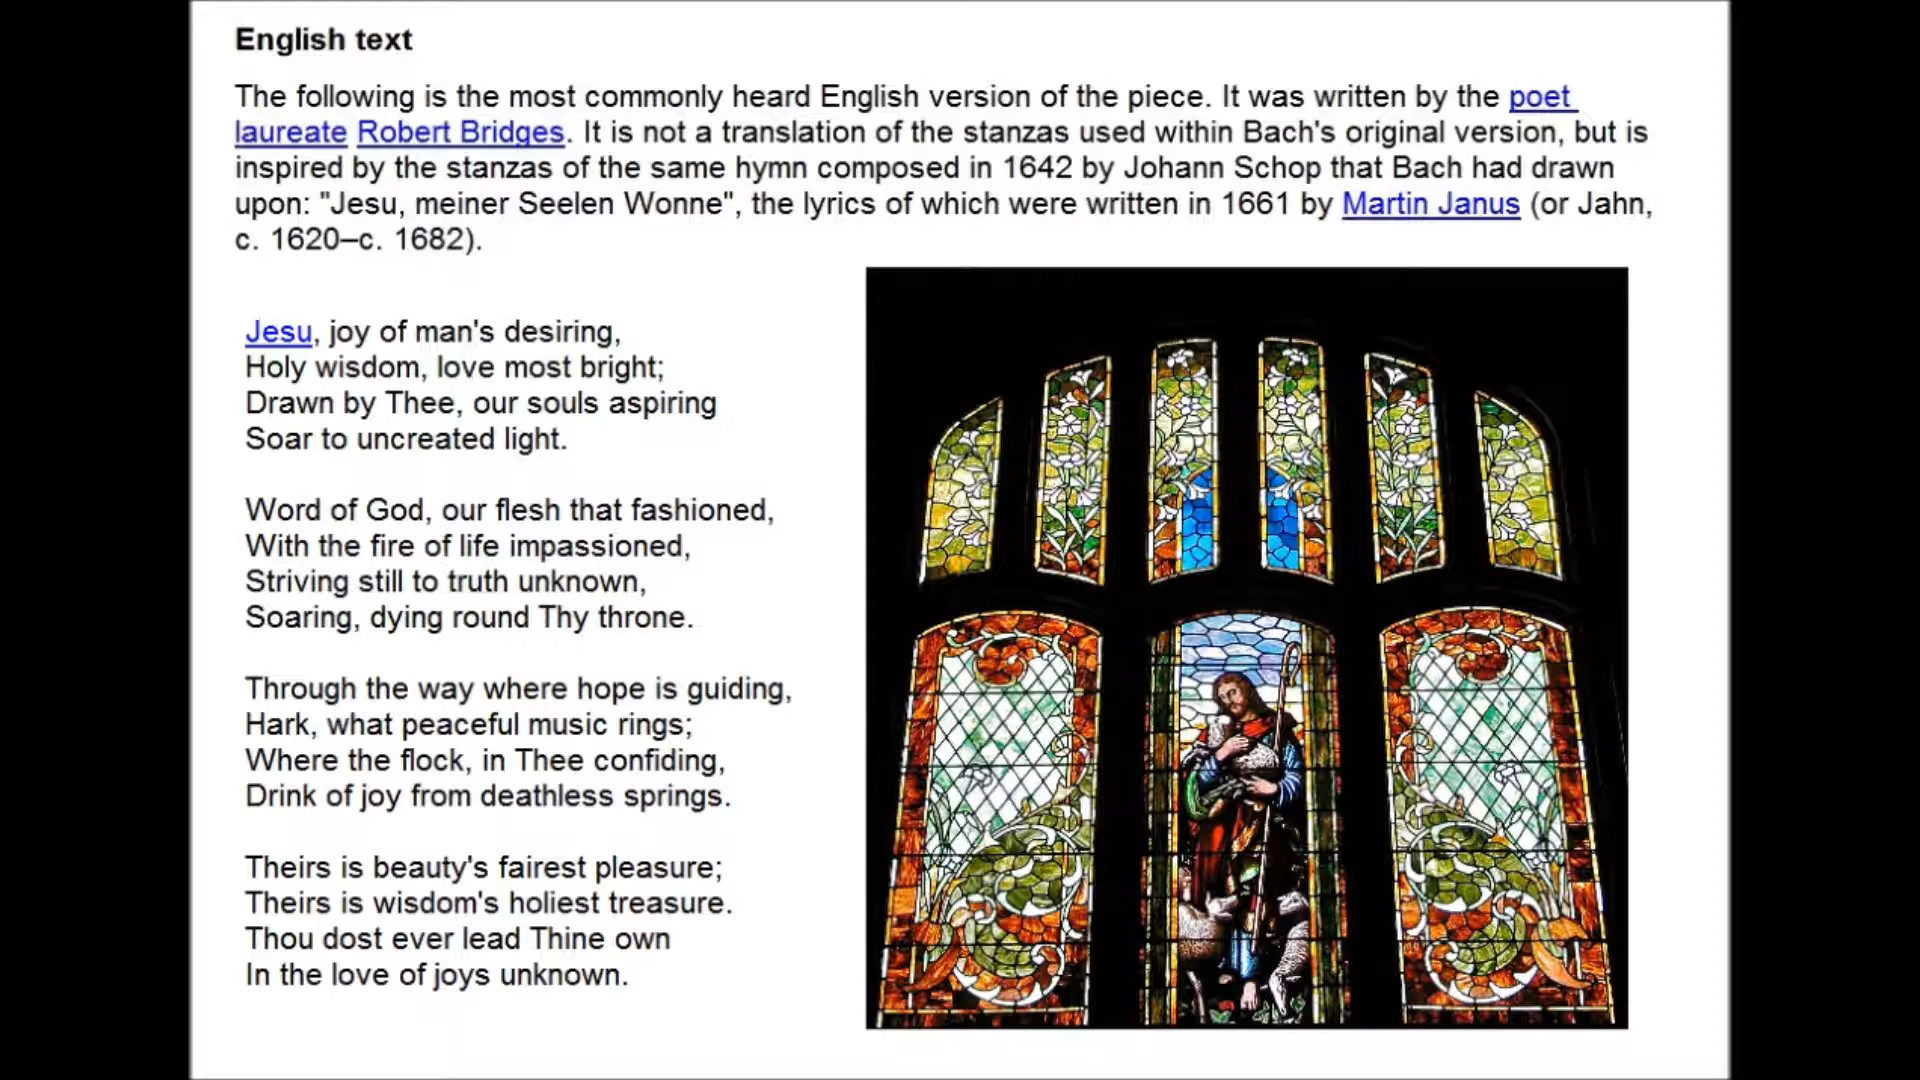 English text
The following is the most commonly heard English version of the piece. It was written by the poet
laureate Robert Bridges. It is not a translation of the stanzas used within Bach's original version, but is
inspired by the stanzas of the same hymn composed in 1642 by Johann Schop that Bach had drawn
upon: "Jesu, meiner Seelen Wonne", the lyrics of which were written in 1661 by Martin Janus (or Jahn,
c. 1620–c. 1682).
Jesu, joy of man's desiring,
Holy wisdom, love most bright;
Drawn by Thee, our souls aspiring
Soar to uncreated light.
Word of God, our flesh that fashioned,
With the fire of life impassioned,
Striving still to truth unknown,
Soaring, dying round Thy throne.
Through the way where hope is guiding,
Hark, what peaceful music rings;
Where the flock, in Thee confiding,
Drink of joy from deathless springs.
Theirs is beauty's fairest pleasure;
Theirs is wisdom's holiest treasure.
Thou dost ever lead Thine own
In the love of joys unknown.